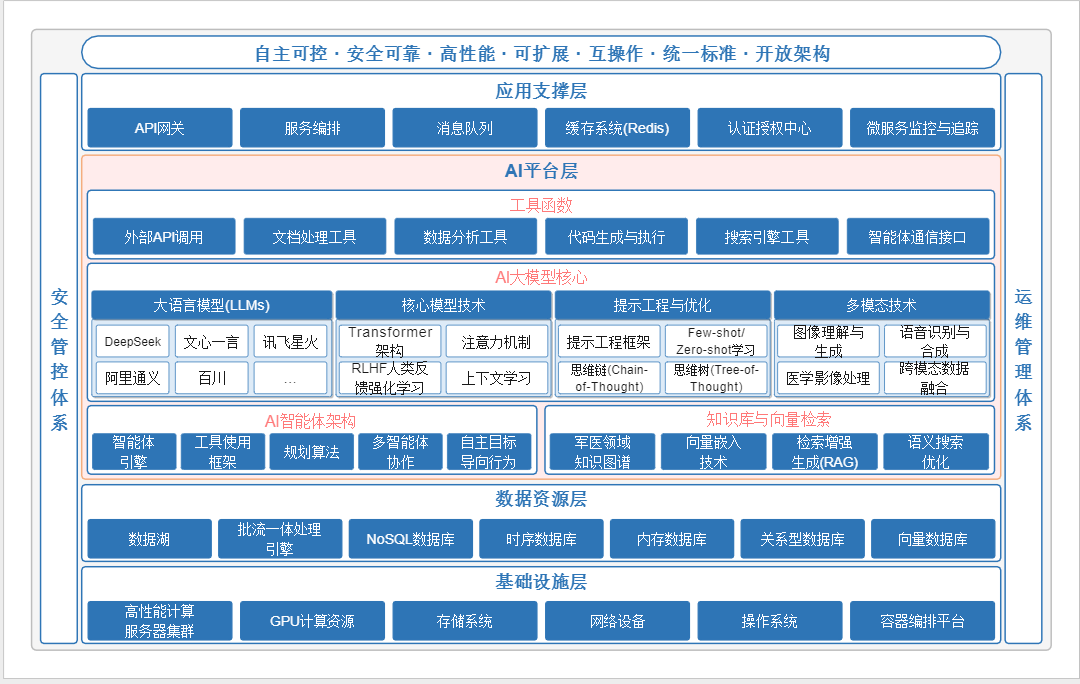 自主可控·安全可靠·高性能·可扩展·互操作·统一标准·开放架构
安全管控体系
应用支撑层
API网关
服务编排
消息队列
缓存系统(Redis)
认证授权中心
微服务监控与追踪
AI平台层
工具函数
外部API调用
文档处理工具
数据分析工具
代码生成与执行
搜索引擎工具
智能体通信接口
AI大模型核心
大语言模型(LLMs)
DeepSeek
文心一言
讯飞星火
阿里通义
百川
...
核心模型技术
Transformer
架构
注意力机制
RLHF人类反
馈强化学习
上下文学习
提示工程与优化
提示工程框架
Few-shot/
Zero-shot学习
思维链(Chain-
of-Thought)
思维树(Tree-of-
Thought)
多模态技术
图像理解与
生成
语音识别与
合成
医学影像处理
跨模态数据
融合
AI智能体架构
智能体
引擎
工具使用
框架
规划算法
多智能体
协作
自主目标
导向行为
知识库与向量检索
军医领域
知识图谱
向量嵌入
技术
检索增强
生成(RAG)
语义搜索
优化
数据资源层
数据湖
批流一体处理
引擎
NoSQL数据库
时序数据库
内存数据库
关系型数据库
向量数据库
基础设施层
高性能计算
服务器集群
GPU计算资源
存储系统
网络设备
操作系统
容器编排平台
运维管理体系